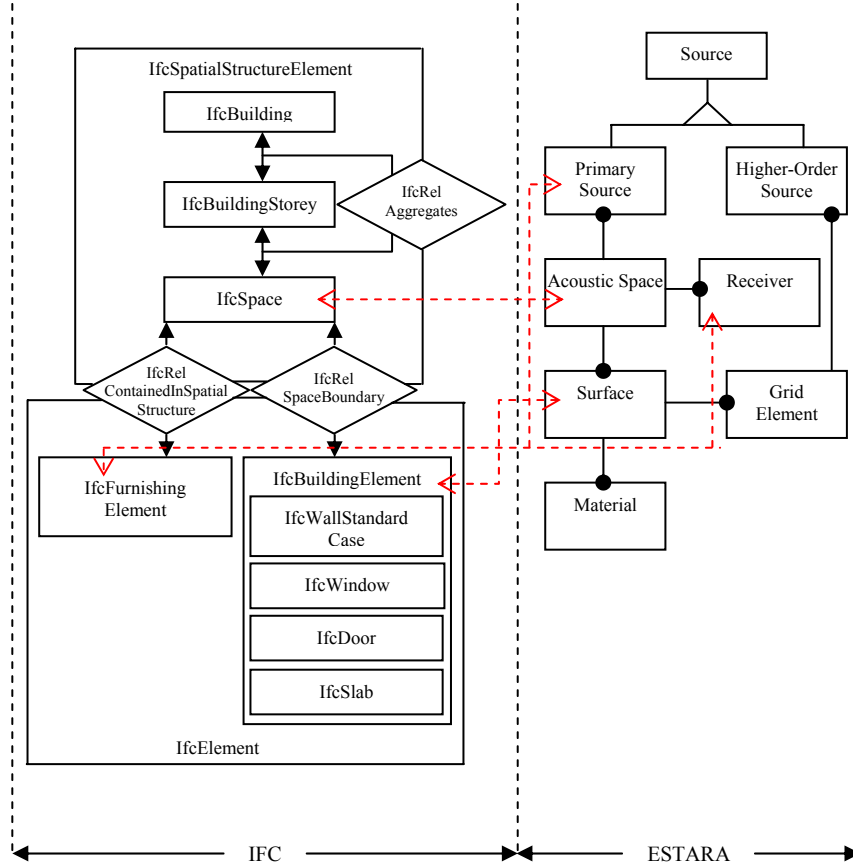 IfcSpatialStructureElement
IfcBuilding
IfcBuildingStorey
IfcRel
Aggregates
IfcSpace
IfcRel
ContainedInSpatial
Structure
IfcRel
SpaceBoundary
IfcFurnishing
Element
IfcBuildingElement
IfcWallStandard
Case
IfcWindow
IfcDoor
IfcSlab
IfcElement
IFC
Source
Primary
Source
Higher-Order
Source
Acoustic Space
Receiver
Surface
Grid
Element
Material
ESTARA